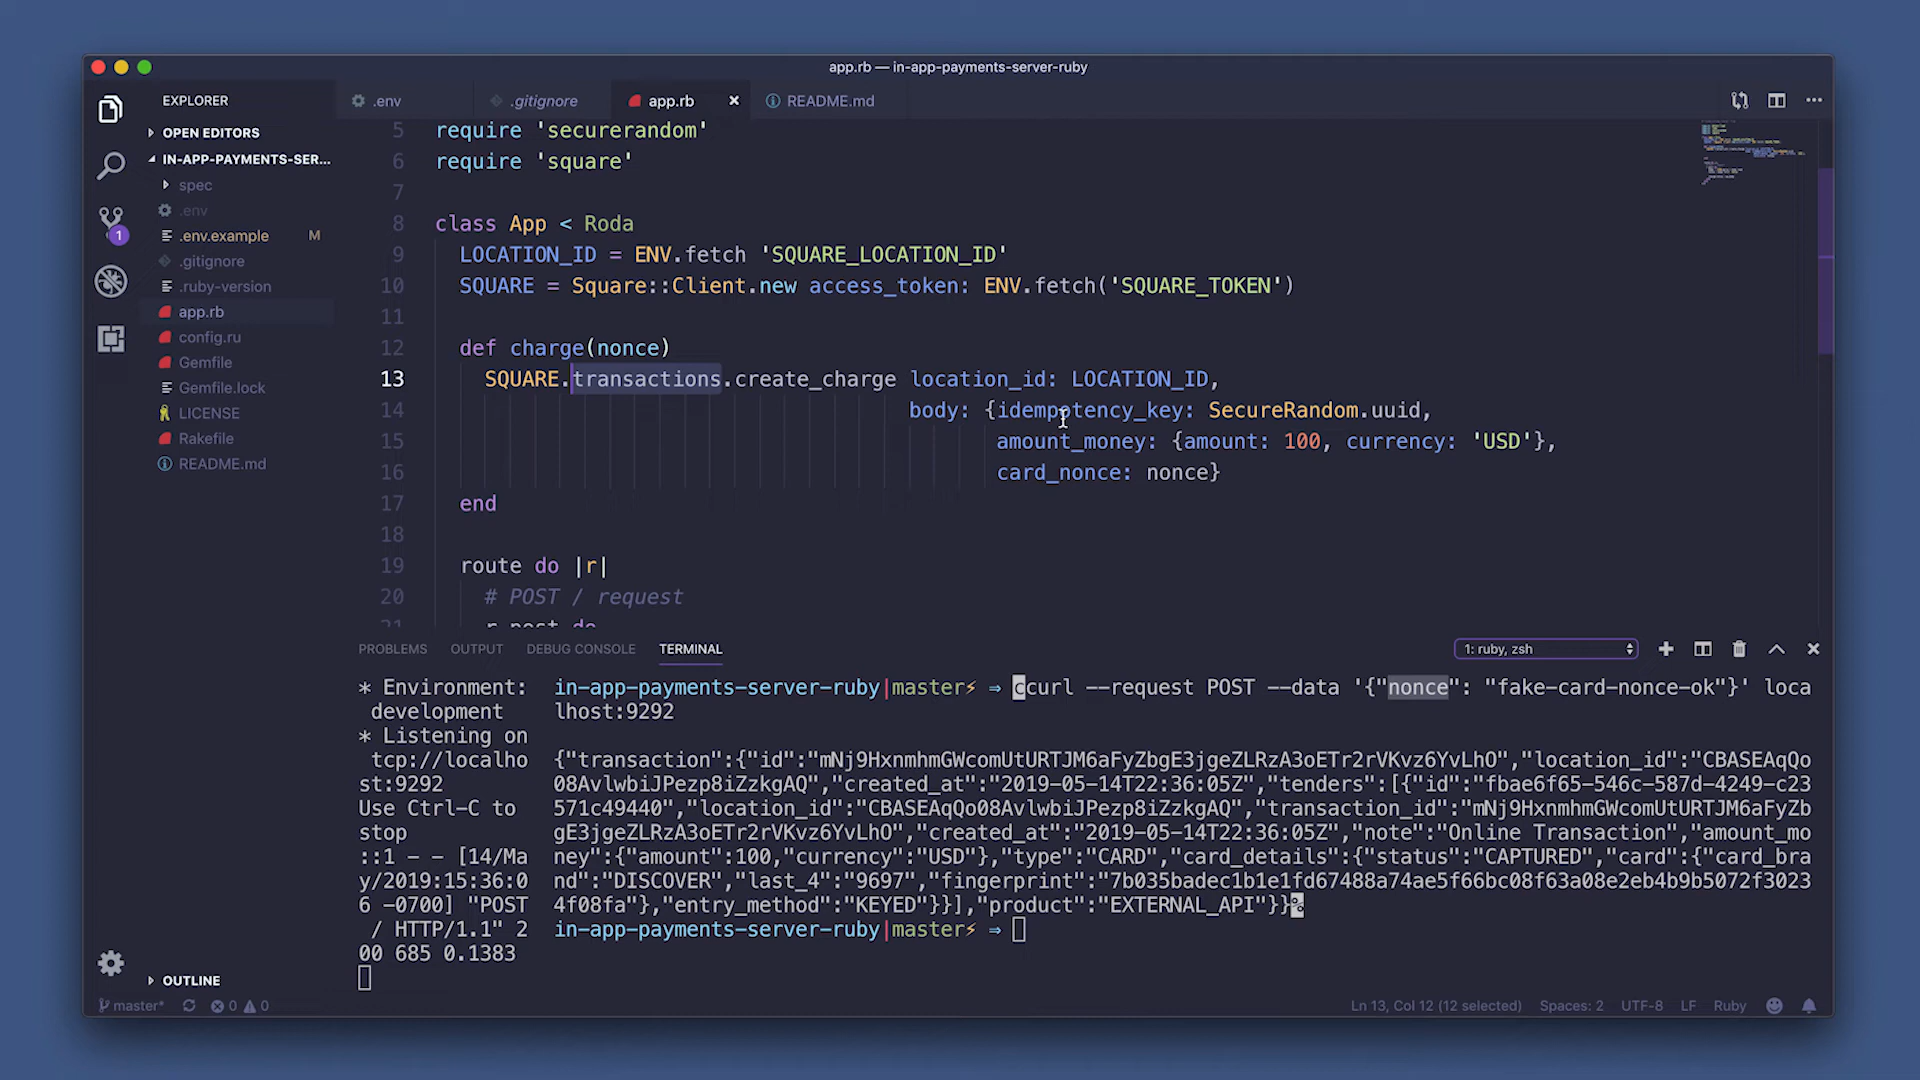 app.rb — in-app-payments-server-ruby
EXPLORER
.env
.gitignore
app.rb
README.md
OPEN EDITORS
IN-APP-PAYMENTS-SER...
spec
.env
.env.example M
.gitignore
.ruby-version
app.rb
config.ru
Gemfile
Gemfile.lock
LICENSE
Rakefile
README.md
1
OUTLINE
5 require 'securerandom'
6 require 'square'
7
8 class App < Roda
9 LOCATION_ID = ENV.fetch 'SQUARE_LOCATION_ID'
10 SQUARE = Square::Client.new access_token: ENV.fetch('SQUARE_TOKEN')
11
12 def charge(nonce)
13 SQUARE.transactions.create_charge location_id: LOCATION_ID,
14 body: {idempotency_key: SecureRandom.uuid,
15 amount_money: {amount: 100, currency: 'USD'},
16 card_nonce: nonce}
17 end
18
19 route do |r|
20 # POST / request
21 r.post do
PROBLEMS OUTPUT DEBUG CONSOLE TERMINAL
1: ruby, zsh
* Environment:
development
* Listening on
tcp://localho
st:9292
Use Ctrl-C to
stop
::1 - - [14/Ma
y/2019:15:36:0
6 -0700] "POST
/ HTTP/1.1" 2
00 685 0.1383
in-app-payments-server-ruby|master⚡ ⇒ ccurl --request POST --data '{"nonce": "fake-card-nonce-ok"}' loca
lhost:9292
{"transaction":{"id":"mNj9HxnmhmGWcomUtURTJM6aFyZbgE3jgeZLRzA3oETr2rVKvz6YvLhO","location_id":"CBASEAqQo
08AvlwbiJPezp8iZzkgAQ","created_at":"2019-05-14T22:36:05Z","tenders":[{"id":"fbae6f65-546c-587d-4249-c23
571c49440","location_id":"CBASEAqQo08AvlwbiJPezp8iZzkgAQ","transaction_id":"mNj9HxnmhmGWcomUtURTJM6aFyZb
gE3jgeZLRzA3oETr2rVKvz6YvLhO","created_at":"2019-05-14T22:36:05Z","note":"Online Transaction","amount_mo
ney":{"amount":100,"currency":"USD"},"type":"CARD","card_details":{"status":"CAPTURED","card":{"card_bra
nd":"DISCOVER","last_4":"9697","fingerprint":"7b035badec1b1e1fd67488a74ae5f66bc08f63a08e2eb4b9b5072f3023
4f08fa"},"entry_method":"KEYED"}}],"product":"EXTERNAL_API"}}%
in-app-payments-server-ruby|master⚡ ⇒
master* 0 0
Ln 13, Col 12 (12 selected) Spaces: 2 UTF-8 LF Ruby